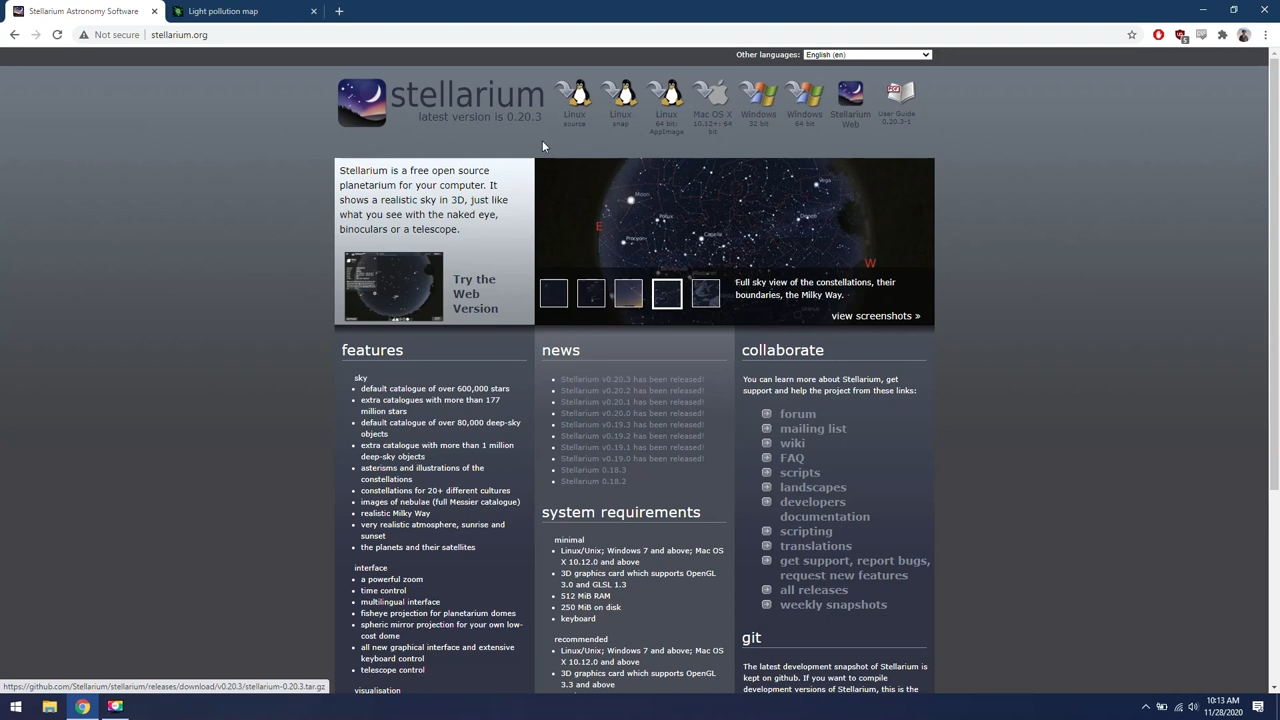 Stellarium Astronomy Software
Light pollution map
Not secure
stellarium.org
5
Other languages:
English (en)
stellarium
latest version is 0.20.3
Linux
source
Linux
snap
Linux
64 bit;
AppImage
Mac OS X
10.12+; 64
bit
Windows
32 bit
Windows
64 bit
Stellarium
Web
User Guide
0.20.3-1
Stellarium is a free open source
planetarium for your computer. It
shows a realistic sky in 3D, just like
what you see with the naked eye,
binoculars or a telescope.
Try the
Web
Version
Moon
Vega
Pollux
Deneb
E
Procyon
Capella
W
Full sky view of the constellations, their
boundaries, the Milky Way.
view screenshots »
features
sky
default catalogue of over 600,000 stars
extra catalogues with more than 177
million stars
default catalogue of over 80,000 deep-sky
objects
extra catalogue with more than 1 million
deep-sky objects
asterisms and illustrations of the
constellations
constellations for 20+ different cultures
images of nebulae (full Messier catalogue)
realistic Milky Way
very realistic atmosphere, sunrise and
sunset
the planets and their satellites
interface
a powerful zoom
time control
multilingual interface
fisheye projection for planetarium domes
spheric mirror projection for your own low-
cost dome
all new graphical interface and extensive
keyboard control
telescope control
visualisation
news
Stellarium v0.20.3 has been released!
Stellarium v0.20.2 has been released!
Stellarium v0.20.1 has been released!
Stellarium v0.20.0 has been released!
Stellarium v0.19.3 has been released!
Stellarium v0.19.2 has been released!
Stellarium v0.19.1 has been released!
Stellarium v0.19.0 has been released!
Stellarium 0.18.3
Stellarium 0.18.2
system requirements
minimal
Linux/Unix; Windows 7 and above; Mac OS
X 10.12.0 and above
3D graphics card which supports OpenGL
3.0 and GLSL 1.3
512 MiB RAM
250 MiB on disk
keyboard
recommended
Linux/Unix; Windows 7 and above; Mac OS
X 10.12.0 and above
3D graphics card which supports OpenGL
3.3 and above
collaborate
You can learn more about Stellarium, get
support and help the project from these links:
forum
mailing list
wiki
FAQ
scripts
landscapes
developers
documentation
scripting
translations
get support, report bugs,
request new features
all releases
weekly snapshots
git
The latest development snapshot of Stellarium is
kept on github. If you want to compile
development versions of Stellarium, this is the
https://github.com/Stellarium/stellarium/releases/download/v0.20.3/stellarium-0.20.3.tar.gz
10:13 AM
11/28/2020